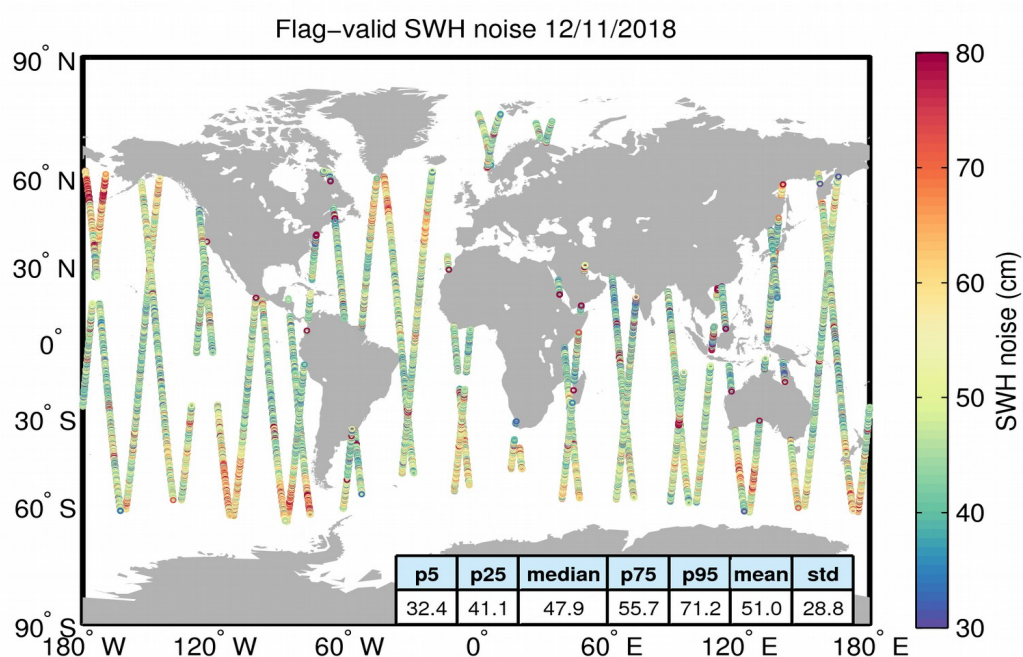 Flag−valid SWH noise 12/11/2018
90° N
60° N
30° N
0°
30° S
60° S
90° S
180° W
120° W
60° W
0°
60° E
120° E
180° E
p5 p25 median p75 p95 mean std
32.4 41.1 47.9 55.7 71.2 51.0 28.8
80
70
60
50
40
30
SWH noise (cm)